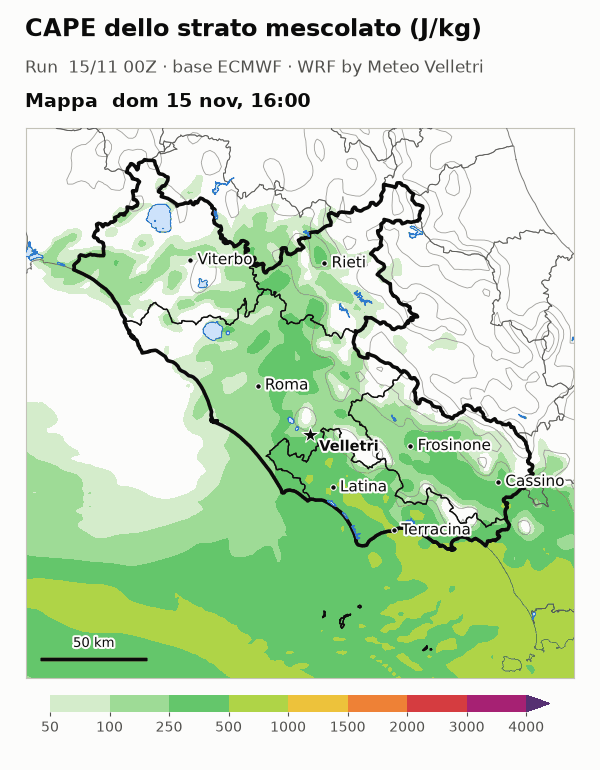 CAPE dello strato mescolato (J/kg)
Run 15/11 00Z · base ECMWF · WRF by Meteo Velletri
Mappa dom 15 nov, 16:00
Viterbo
Rieti
Roma
Velletri
Frosinone
Cassino
Latina
Terracina
50 km
50 100 250 500 1000 1500 2000 3000 4000